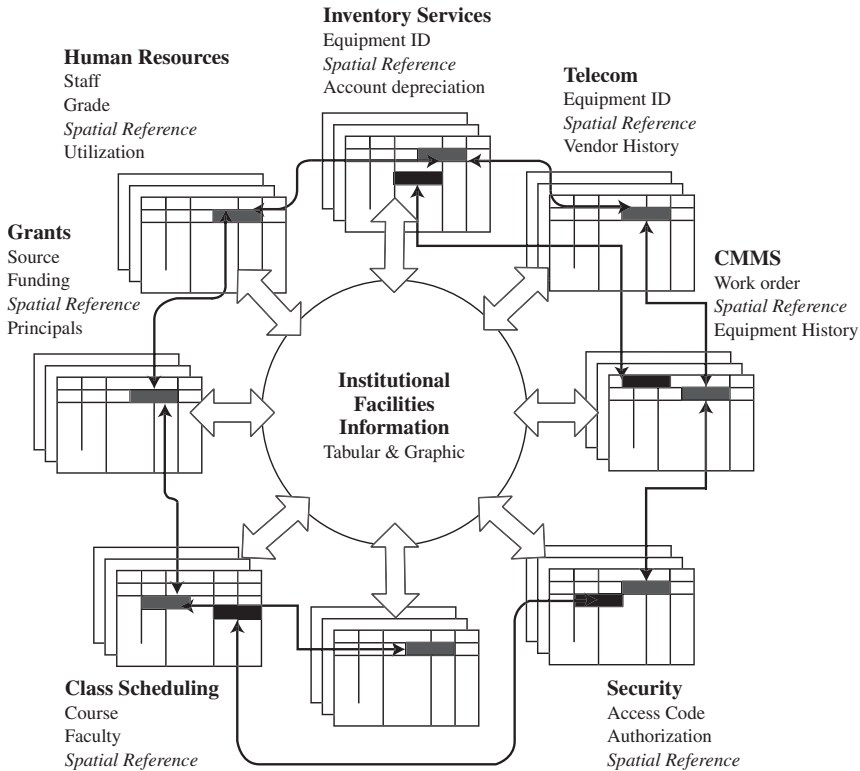 Inventory Services
Equipment ID
Spatial Reference
Account depreciation
Human Resources
Staff
Grade
Spatial Reference
Utilization
Telecom
Equipment ID
Spatial Reference
Vendor History
Grants
Source
Funding
Spatial Reference
Principals
CMMS
Work order
Spatial Reference
Equipment History
Institutional
Facilities
Information
Tabular & Graphic
Class Scheduling
Course
Faculty
Spatial Reference
Security
Access Code
Authorization
Spatial Reference